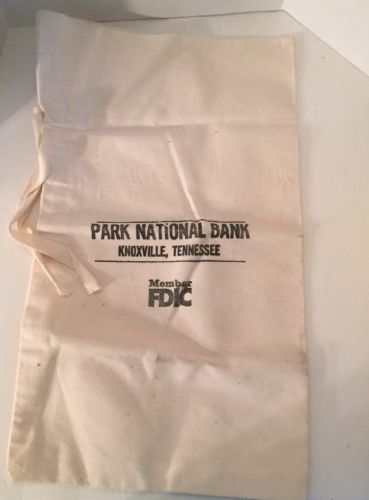 PARK NATIONAL BANK
KNOXVILLE, TENNESSEE
Member
FDIC